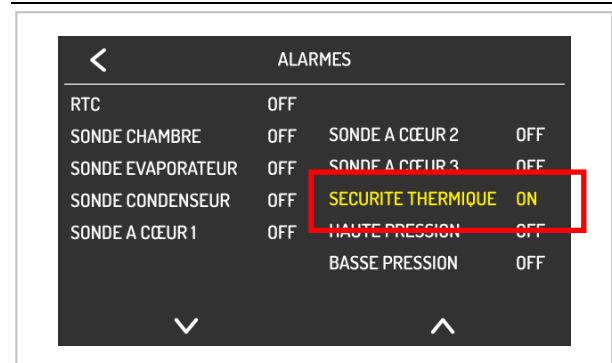 ALARMES
RTC OFF
SONDE CHAMBRE OFF
SONDE EVAPORATEUR OFF
SONDE CONDENSEUR OFF
SONDE A CŒUR 1 OFF
SONDE A CŒUR 2 OFF
SONDE A CŒUR 3 OFF
SECURITE THERMIQUE ON
HAUTE PRESSION OFF
BASSE PRESSION OFF